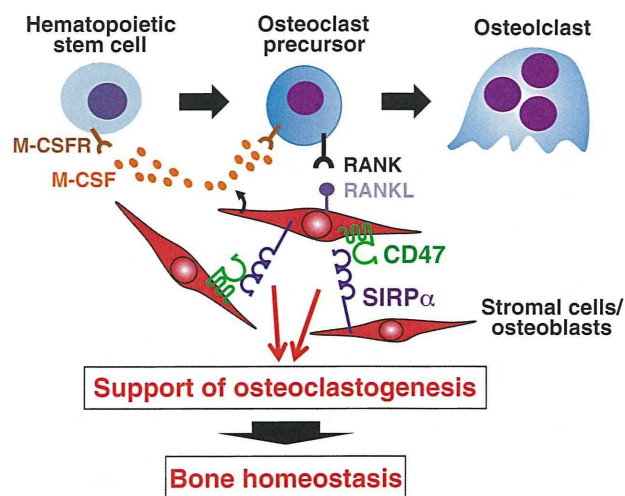 Hematopoietic
stem cell
Osteoclast
precursor
Osteolclast
M-CSFR
M-CSF
RANK
RANKL
CD47
SIRPα
Stromal cells/
osteoblasts
Support of osteoclastogenesis
Bone homeostasis